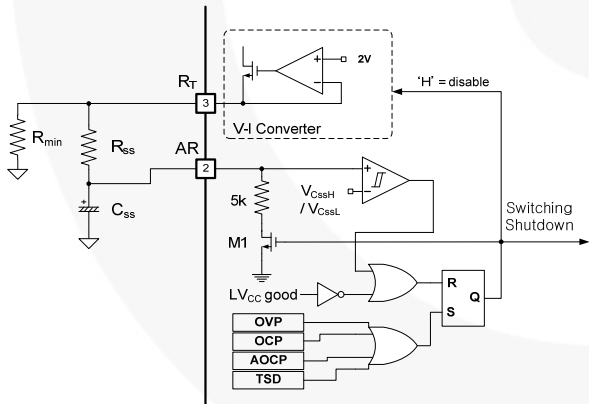 2V
'H' = disable
R_T
3
V-I Converter
R_min
R_ss
AR
2
+
C_ss
5k
V_CssH
/ V_CssL
+
−
+
−
M1
Switching
Shutdown
LV_CC good
R
Q
S
OVP
OCP
AOCP
TSD